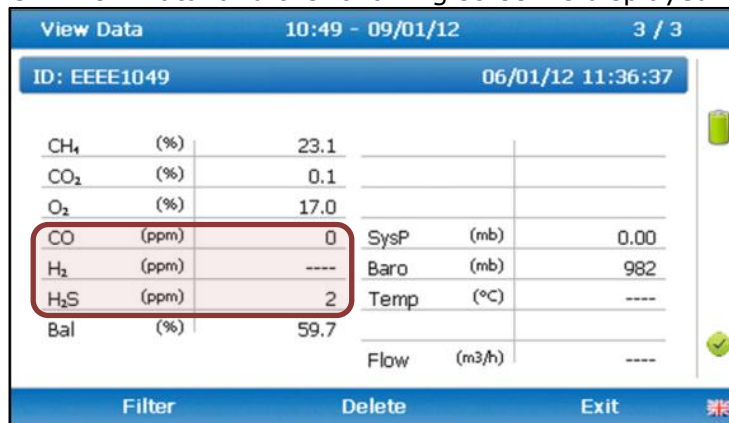 View Data 10:49 - 09/01/12 3 / 3
ID: EEEE1049 06/01/12 11:36:37
CH₄ (%) 23.1
CO₂ (%) 0.1
O₂ (%) 17.0
CO (ppm) 0 SysP (mb) 0.00
H₂ (ppm) ---- Baro (mb) 982
H₂S (ppm) 2 Temp (°C) ----
Bal (%) 59.7
Flow (m3/h) ----
Filter Delete Exit